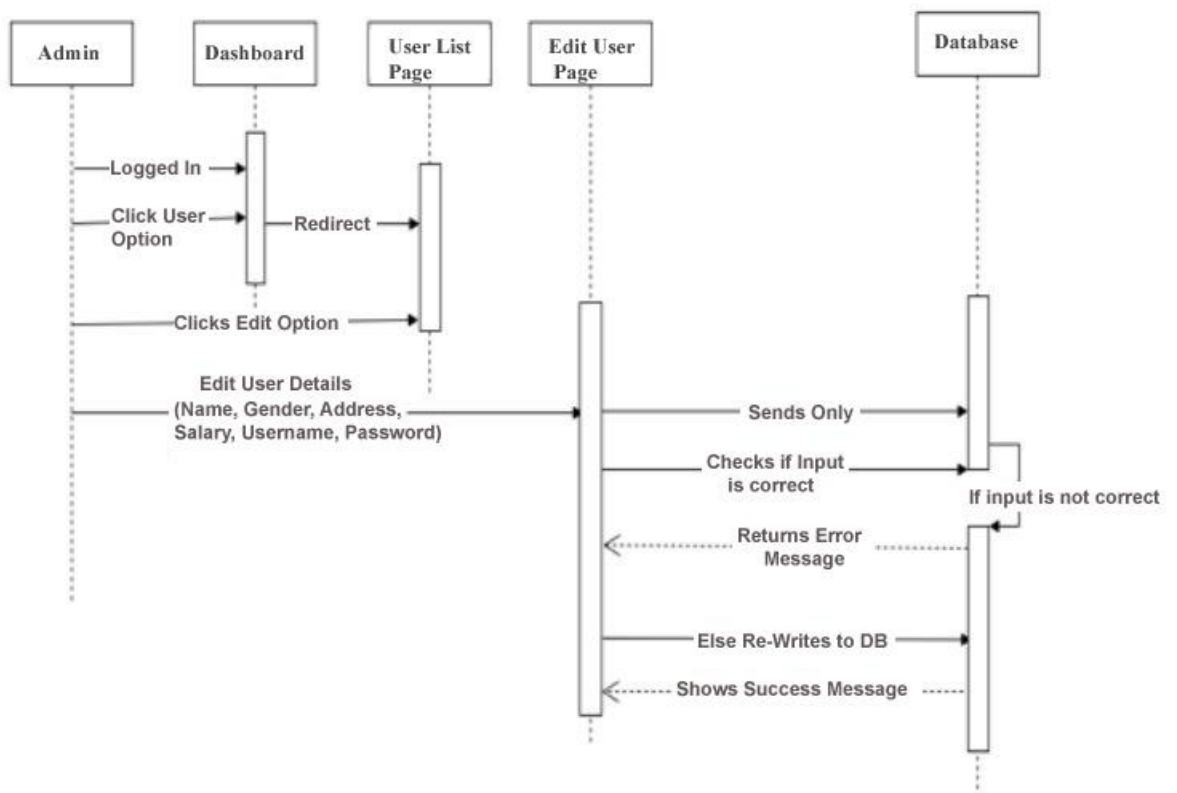 Admin
Dashboard
User List
Page
Edit User
Page
Database
Logged In
Click User
Option
Redirect
Clicks Edit Option
Edit User Details
(Name, Gender, Address,
Salary, Username, Password)
Sends Only
Checks if Input
is correct
If input is not correct
Returns Error
Message
Else Re-Writes to DB
Shows Success Message